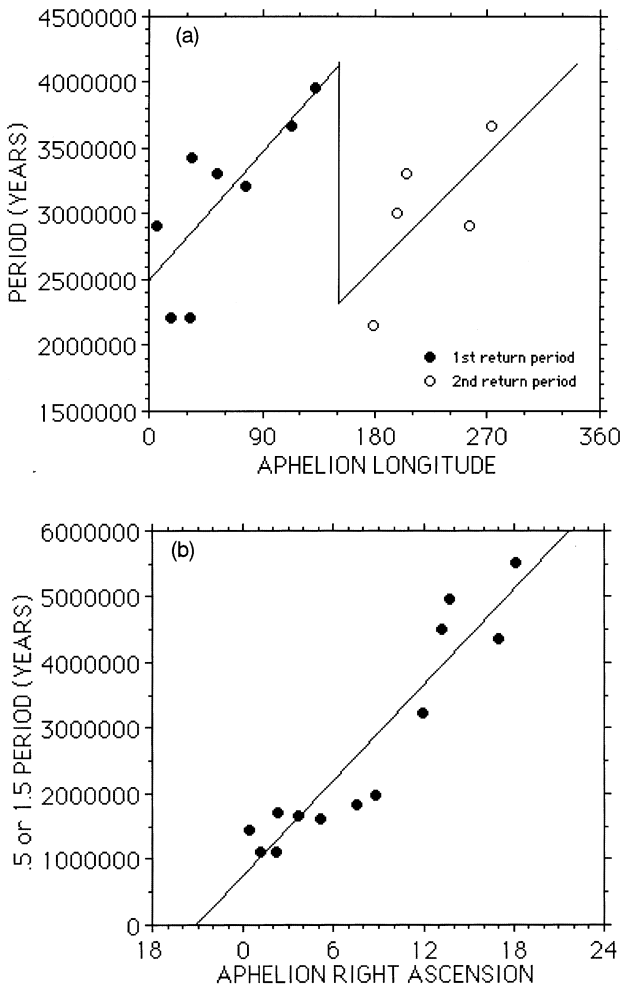 (a)
PERIOD (YEARS)
4500000
4000000
3500000
3000000
2500000
2000000
1500000
1st return period
2nd return period
0 90 180 270 360
APHELION LONGITUDE
(b)
.5 or 1.5 PERIOD (YEARS)
6000000
5000000
4000000
3000000
2000000
1000000
0
18 0 6 12 18 24
APHELION RIGHT ASCENSION